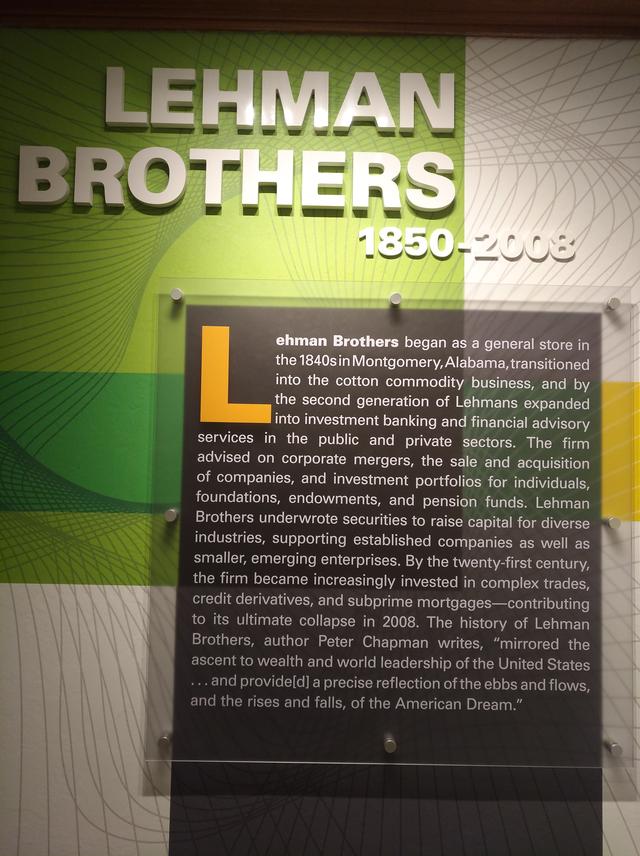 LEHMAN
BROTHERS
1850-2008
Lehman Brothers began as a general store in
the 1840s in Montgomery, Alabama, transitioned
into the cotton commodity business, and by
the second generation of Lehmans expanded
into investment banking and financial advisory
services in the public and private sectors. The firm
advised on corporate mergers, the sale and acquisition
of companies, and investment portfolios for individuals,
foundations, endowments, and pension funds. Lehman
Brothers underwrote securities to raise capital for diverse
industries, supporting established companies as well as
smaller, emerging enterprises. By the twenty-first century,
the firm became increasingly invested in complex trades,
credit derivatives, and subprime mortgages—contributing
to its ultimate collapse in 2008. The history of Lehman
Brothers, author Peter Chapman writes, “mirrored the
ascent to wealth and world leadership of the United States
. . . and provide[d] a precise reflection of the ebbs and flows,
and the rises and falls, of the American Dream.”